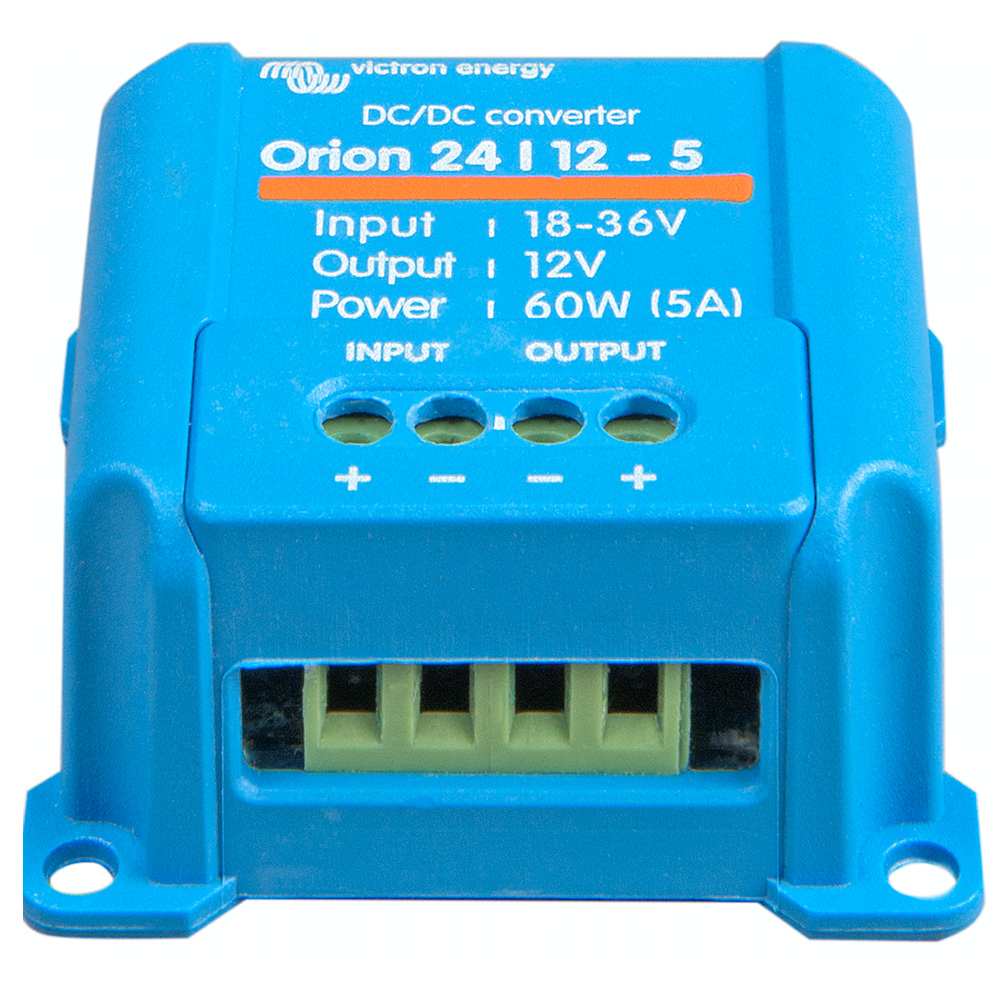 victron energy
DC/DC converter
Orion 24 | 12 - 5
Input : 18-36V
Output : 12V
Power : 60W (5A)
INPUT OUTPUT
+ − − +